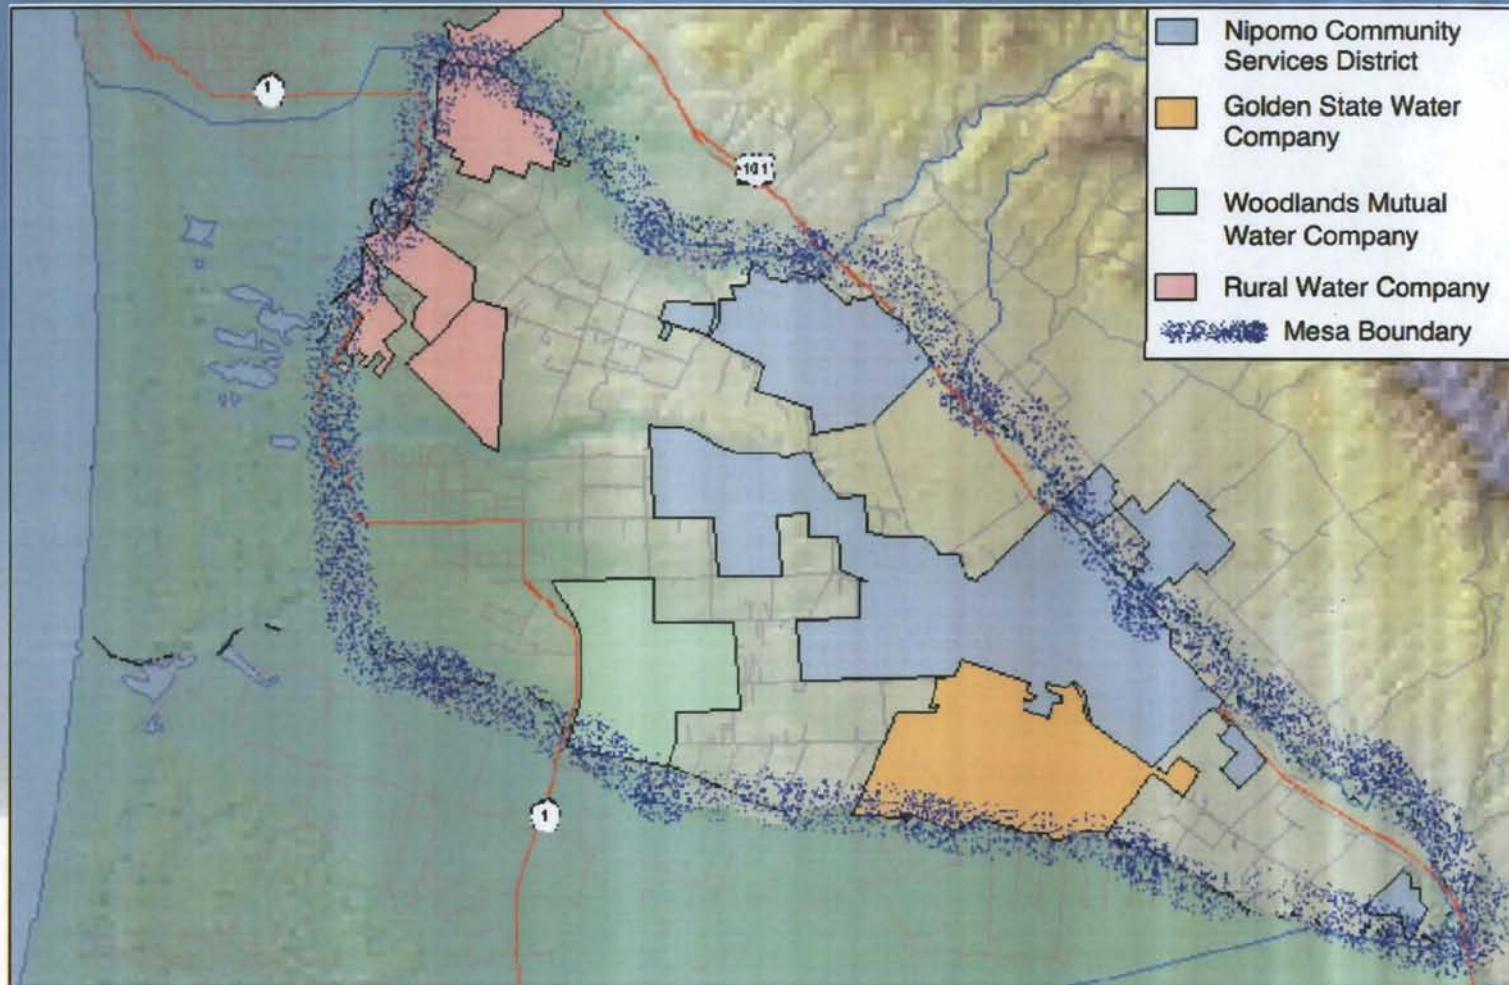 1
101
Nipomo Community
Services District
Golden State Water
Company
Woodlands Mutual
Water Company
Rural Water Company
Mesa Boundary
1